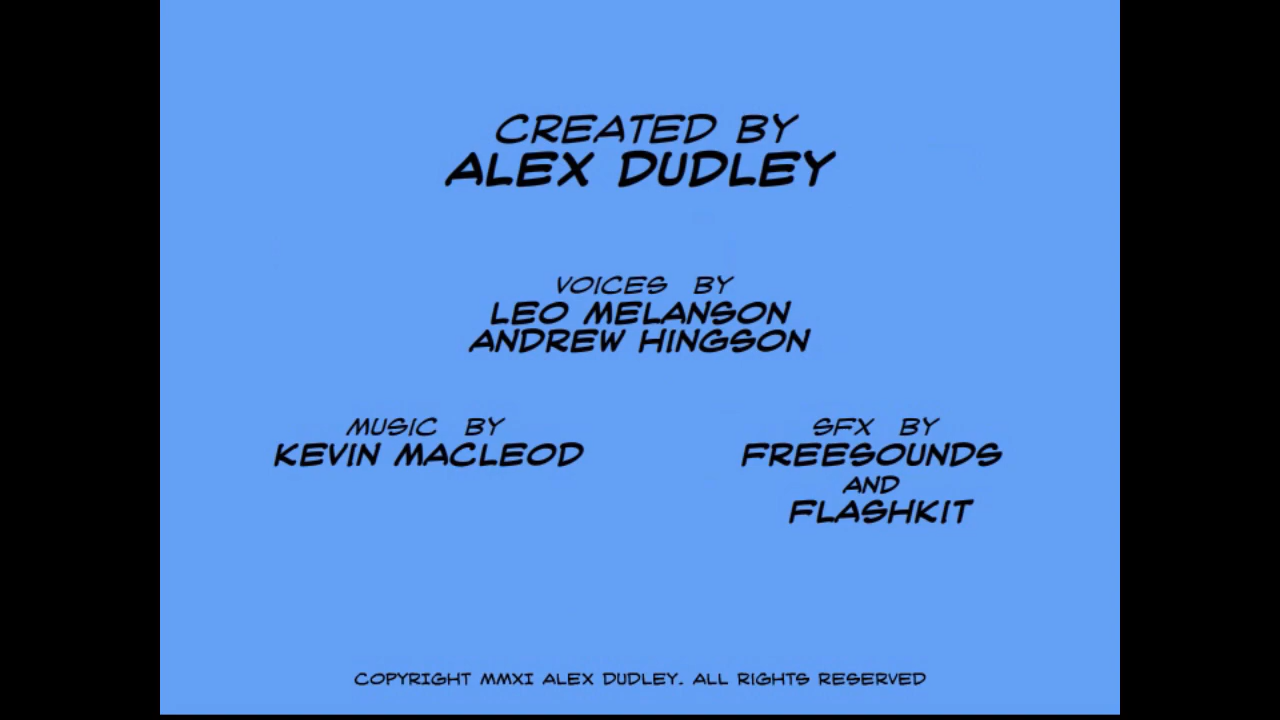 CREATED BY
ALEX DUDLEY
VOICES BY
LEO MELANSON
ANDREW HINGSON
MUSIC BY
KEVIN MACLEOD
SFX BY
FREESOUNDS
AND
FLASHKIT
COPYRIGHT MMXI ALEX DUDLEY. ALL RIGHTS RESERVED